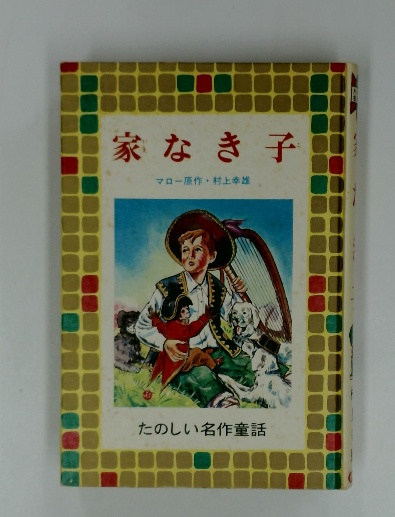 家なき子
マロー原作・村上幸雄
たのしい名作童話